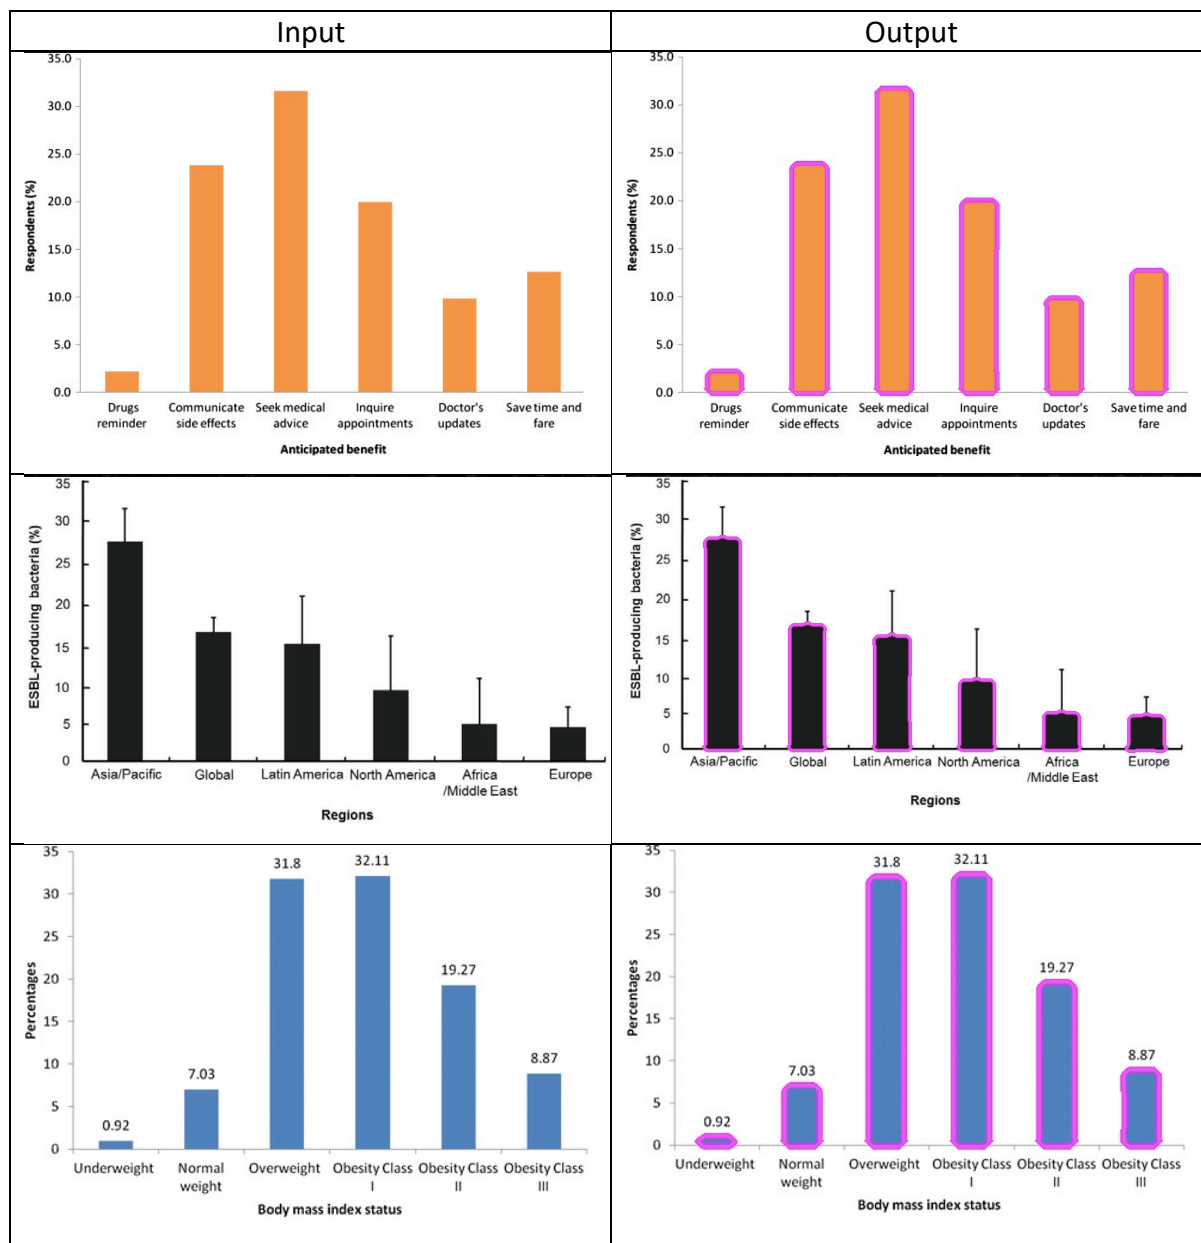 Input
Output
35.0
30.0
25.0
20.0
15.0
10.0
5.0
0.0
Respondents (%)
Drugs reminder
Communicate side effects
Seek medical advice
Inquire appointments
Doctor's updates
Save time and fare
Anticipated benefit
35.0
30.0
25.0
20.0
15.0
10.0
5.0
0.0
Respondents (%)
Drugs reminder
Communicate side effects
Seek medical advice
Inquire appointments
Doctor's updates
Save time and fare
Anticipated benefit
35
30
25
20
15
10
5
0
ESBL-producing bacteria (%)
Asia/Pacific
Global
Latin America
North America
Africa /Middle East
Europe
Regions
35
30
25
20
15
10
5
0
ESBL-producing bacteria (%)
Asia/Pacific
Global
Latin America
North America
Africa /Middle East
Europe
Regions
35
30
25
20
15
10
5
0
Percentages
0.92
7.03
31.8
32.11
19.27
8.87
Underweight
Normal weight
Overweight
Obesity Class I
Obesity Class II
Obesity Class III
Body mass index status
35
30
25
20
15
10
5
0
Percentages
0.92
7.03
31.8
32.11
19.27
8.87
Underweight
Normal weight
Overweight
Obesity Class I
Obesity Class II
Obesity Class III
Body mass index status